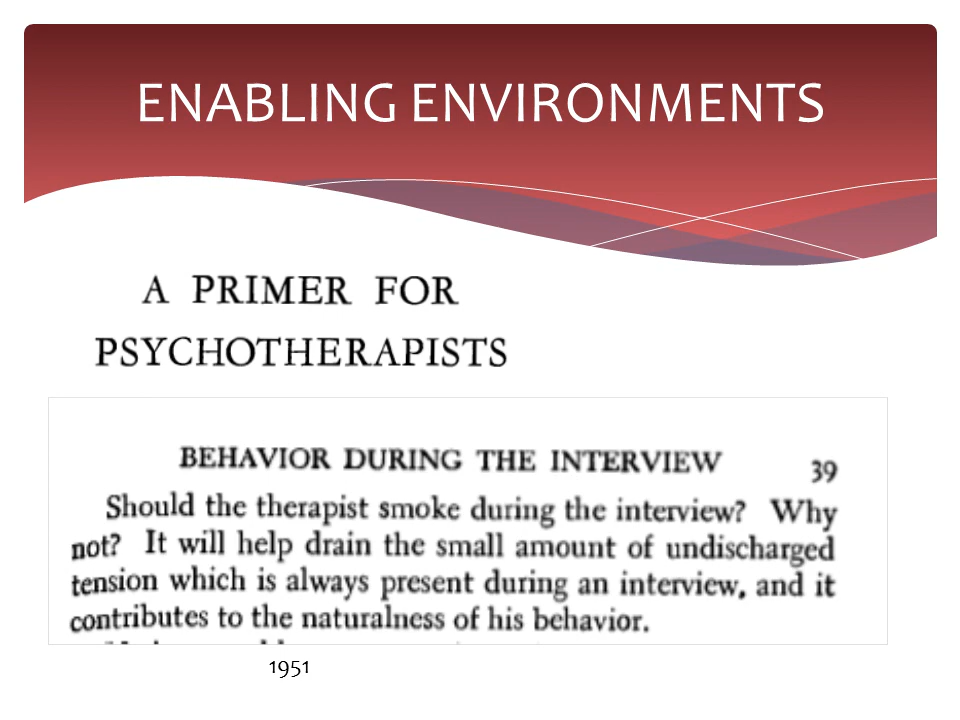 ENABLING ENVIRONMENTS
A PRIMER FOR
PSYCHOTHERAPISTS
BEHAVIOR DURING THE INTERVIEW 39
Should the therapist smoke during the interview? Why
not? It will help drain the small amount of undischarged
tension which is always present during an interview, and it
contributes to the naturalness of his behavior.
1951